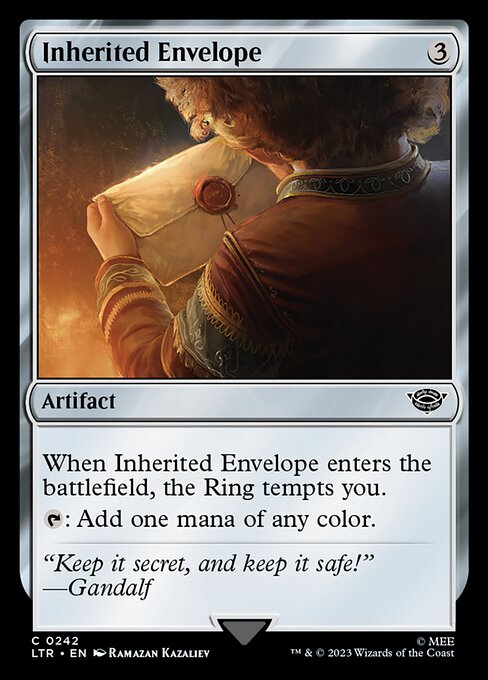 Inherited Envelope 3
Artifact
When Inherited Envelope enters the
battlefield, the Ring tempts you.
: Add one mana of any color.
“Keep it secret, and keep it safe!”
—Gandalf
C 0242
LTR • EN Ramazan Kazaliev
© MEE
™ & © 2023 Wizards of the Coast